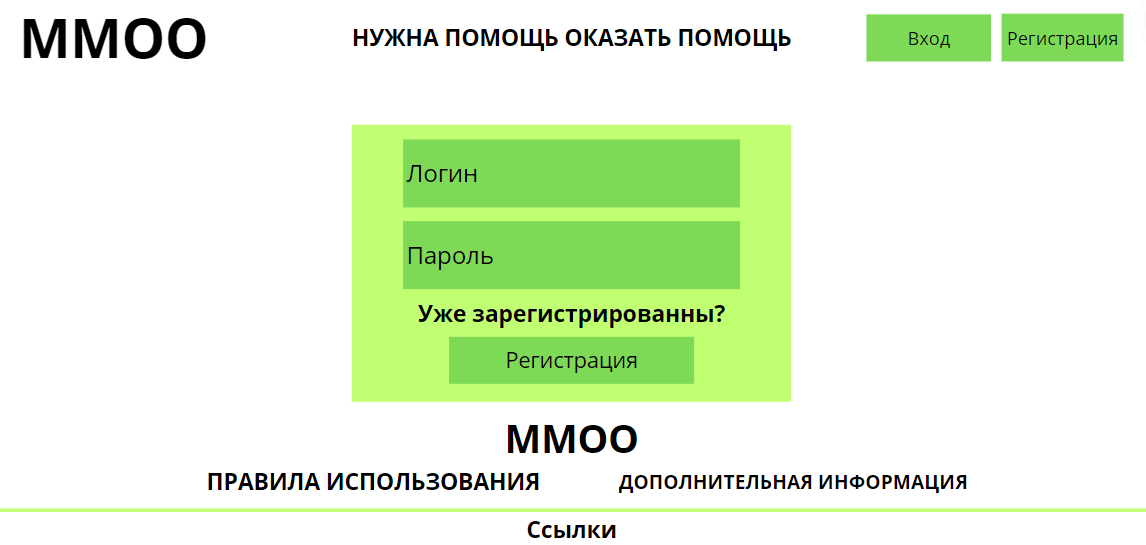 ММОО
НУЖНА ПОМОЩЬ ОКАЗАТЬ ПОМОЩЬ
Вход
Регистрация
Логин
Пароль
Уже зарегистрированны?
Регистрация
ММОО
ПРАВИЛА ИСПОЛЬЗОВАНИЯ
ДОПОЛНИТЕЛЬНАЯ ИНФОРМАЦИЯ
Ссылки